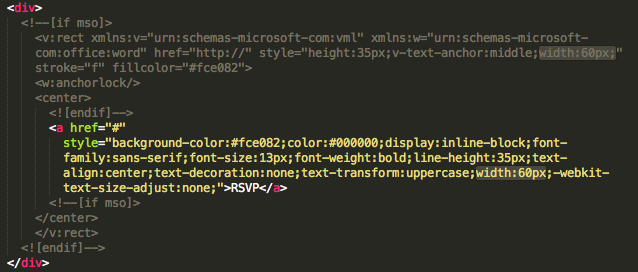 <div>
<!--[if mso]>
<v:rect xmlns:v="urn:schemas-microsoft-com:vml" xmlns:w="urn:schemas-microsoft-
com:office:word" href="http://" style="height:35px;v-text-anchor:middle;width:60px;"
stroke="f" fillcolor="#fce082">
<w:anchorlock/>
<center>
<![endif]-->
<a href="#"
style="background-color:#fce082;color:#000000;display:inline-block;font-
family:sans-serif;font-size:13px;font-weight:bold;line-height:35px;text-
align:center;text-decoration:none;text-transform:uppercase;width:60px;-webkit-
text-size-adjust:none;">RSVP</a>
<!--[if mso]>
</center>
</v:rect>
<![endif]-->
</div>